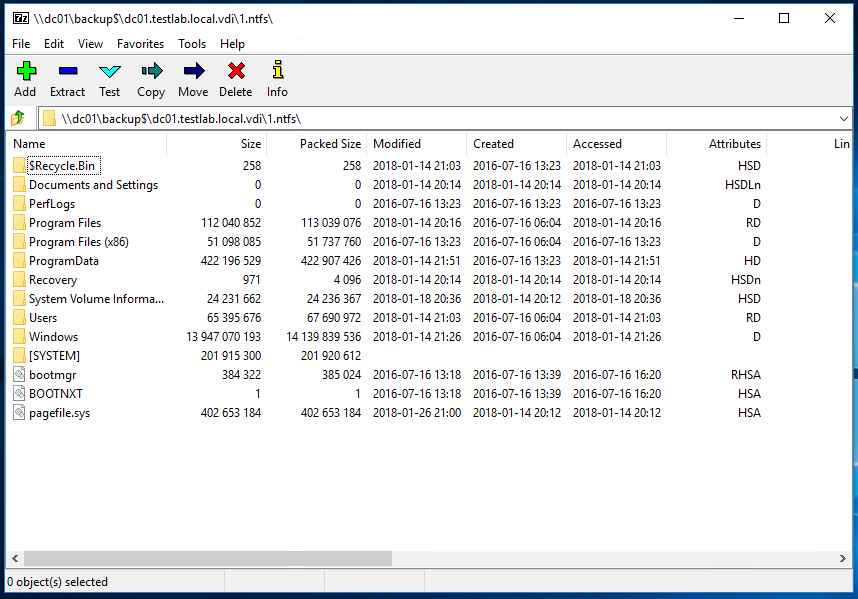 \\dc01\backup$\dc01.testlab.local.vdi\1.ntfs\
File Edit View Favorites Tools Help
Add Extract Test Copy Move Delete Info
\\dc01\backup$\dc01.testlab.local.vdi\1.ntfs\
Name Size Packed Size Modified Created Accessed Attributes Lin
$Recycle.Bin 258 258 2018-01-14 21:03 2016-07-16 13:23 2018-01-14 21:03 HSD
Documents and Settings 0 0 2018-01-14 20:14 2018-01-14 20:14 2018-01-14 20:14 HSDLn
PerfLogs 0 0 2016-07-16 13:23 2016-07-16 13:23 2016-07-16 13:23 D
Program Files 112 040 852 113 039 076 2018-01-14 20:16 2016-07-16 06:04 2018-01-14 20:16 RD
Program Files (x86) 51 098 085 51 737 760 2016-07-16 13:23 2016-07-16 06:04 2016-07-16 13:23 D
ProgramData 422 196 529 422 907 426 2018-01-14 21:51 2016-07-16 13:23 2018-01-14 21:51 HD
Recovery 971 4 096 2018-01-14 20:14 2018-01-14 20:14 2018-01-14 20:14 HSDn
System Volume Informa... 24 231 662 24 236 367 2018-01-18 20:36 2018-01-14 20:12 2018-01-18 20:36 HSD
Users 65 395 676 67 690 972 2018-01-14 21:03 2016-07-16 06:04 2018-01-14 21:03 RD
Windows 13 947 070 193 14 139 839 536 2018-01-14 21:26 2016-07-16 06:04 2018-01-14 21:26 D
[SYSTEM] 201 915 300 201 920 612
bootmgr 384 322 385 024 2016-07-16 13:18 2016-07-16 13:39 2016-07-16 16:20 RHSA
BOOTNXT 1 1 2016-07-16 13:18 2016-07-16 13:39 2016-07-16 16:20 HSA
pagefile.sys 402 653 184 402 653 184 2018-01-26 21:00 2018-01-14 20:12 2018-01-14 20:12 HSA
0 object(s) selected